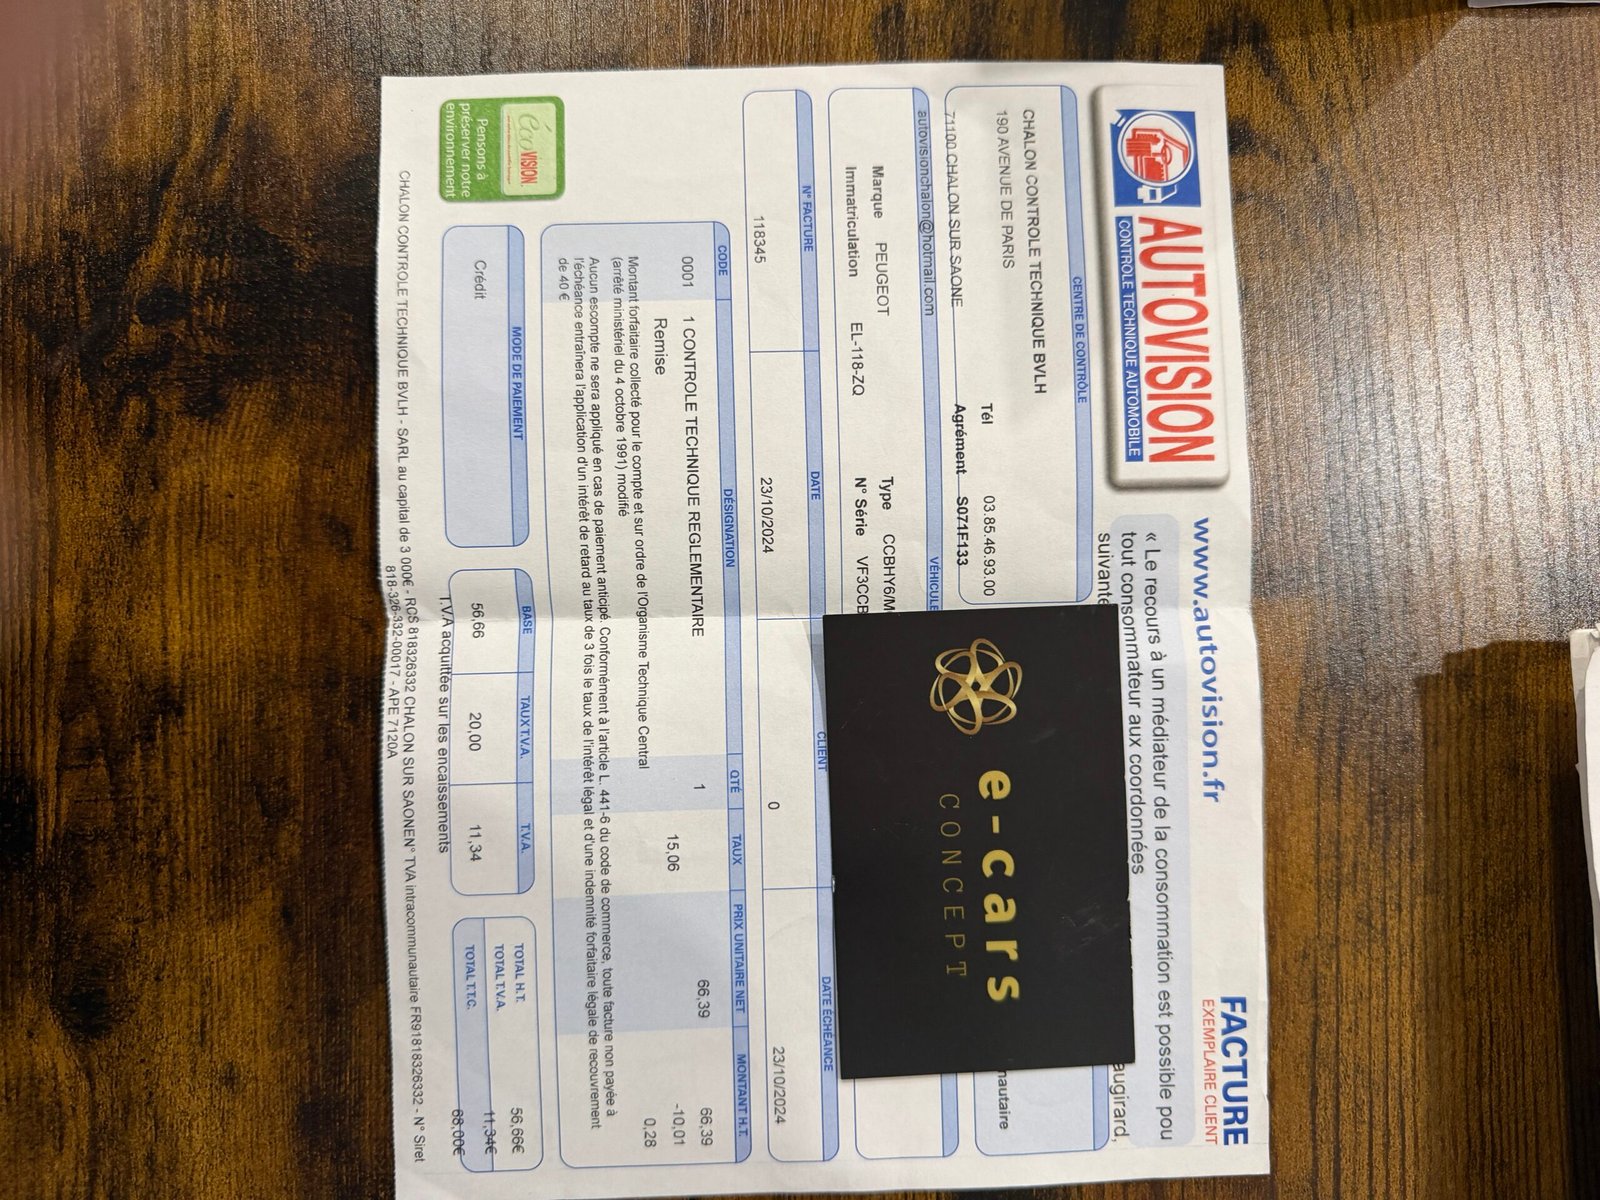 AUTOVISION
CONTROLE TECHNIQUE AUTOMOBILE
www.autovision.fr
FACTURE
EXEMPLAIRE CLIENT
« Le recours à un médiateur de la consommation est possible pou
tout consommateur aux coordonnées
suivante
augirard,
CENTRE DE CONTRÔLE
CHALON CONTROLE TECHNIQUE BVLH
190 AVENUE DE PARIS
Tél 03.85.46.93.00
71100 CHALON SUR SAONE
Agrément S071F133
nautaire
autovisionchalon@hotmail.com
VÉHICULE
Marque PEUGEOT Type CCBHY6/M
Immatriculation EL-118-ZQ N° Série VF3CCB
e-cars
CONCEPT
N° FACTURE DATE CLIENT DATE ÉCHÉANCE
118345 23/10/2024 0 23/10/2024
CODE DÉSIGNATION QTÉ TAUX PRIX UNITAIRE NET MONTANT H.T.
0001 1 CONTROLE TECHNIQUE REGLEMENTAIRE 1 66,39 66,39
Remise 15,06 -10,01
Montant forfaitaire collecté pour le compte et sur ordre de l'Organisme Technique Central 0,28
(arrêté ministériel du 4 octobre 1991) modifié
Aucun escompte ne sera appliqué en cas de paiement anticipé. Conformément à l'article L. 441-6 du code de commerce, toute facture non payée à
l'échéance entraînera l'application d'un intérêt de retard au taux de 3 fois le taux de l'intérêt légal et d'une indemnité forfaitaire légale de recouvrement
de 40 €
écoVISION
Pensons à
préserver notre
environnement
MODE DE PAIEMENT
Crédit
BASE TAUX T.V.A. T.V.A.
56,66 20,00 11,34
T.V.A acquittée sur les encaissements
TOTAL H.T. 56,66€
TOTAL T.V.A. 11,34€
TOTAL T.T.C. 68,00€
CHALON CONTROLE TECHNIQUE BVLH - SARL au capital de 3 000€ - RCS 818326332 CHALON SUR SAONEN° TVA intracommunautaire FR91818326332 - N° Siret
818-326-332-00017 - APE 7120A